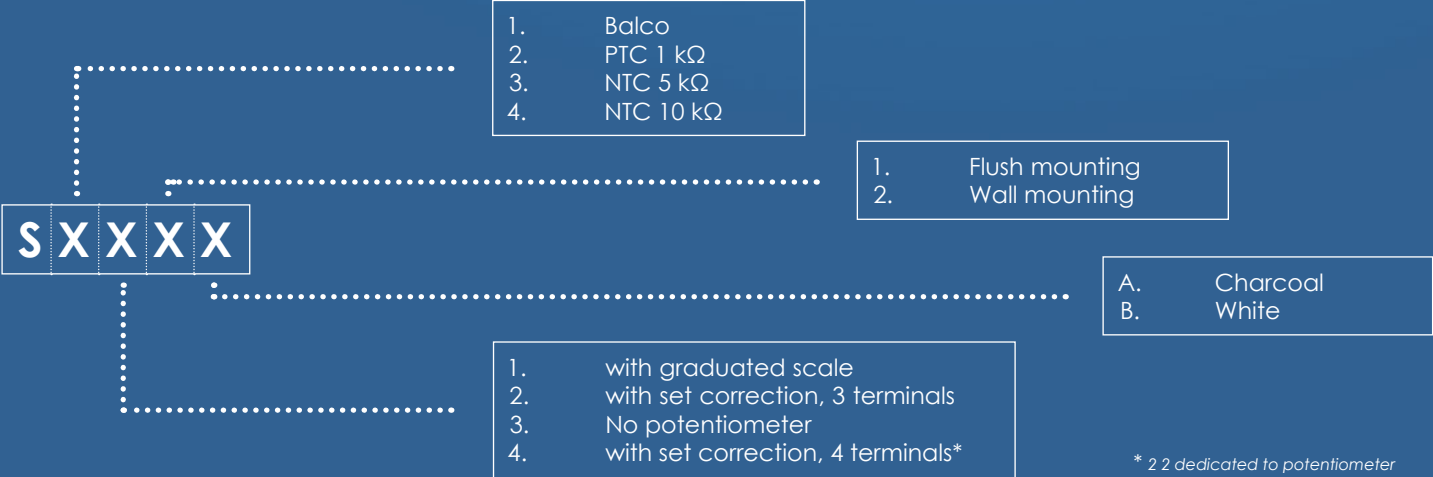 1. Balco
2. PTC 1 kΩ
3. NTC 5 kΩ
4. NTC 10 kΩ
1. Flush mounting
2. Wall mounting
S X X X X
A. Charcoal
B. White
1. with graduated scale
2. with set correction, 3 terminals
3. No potentiometer
4. with set correction, 4 terminals*
* 2 2 dedicated to potentiometer